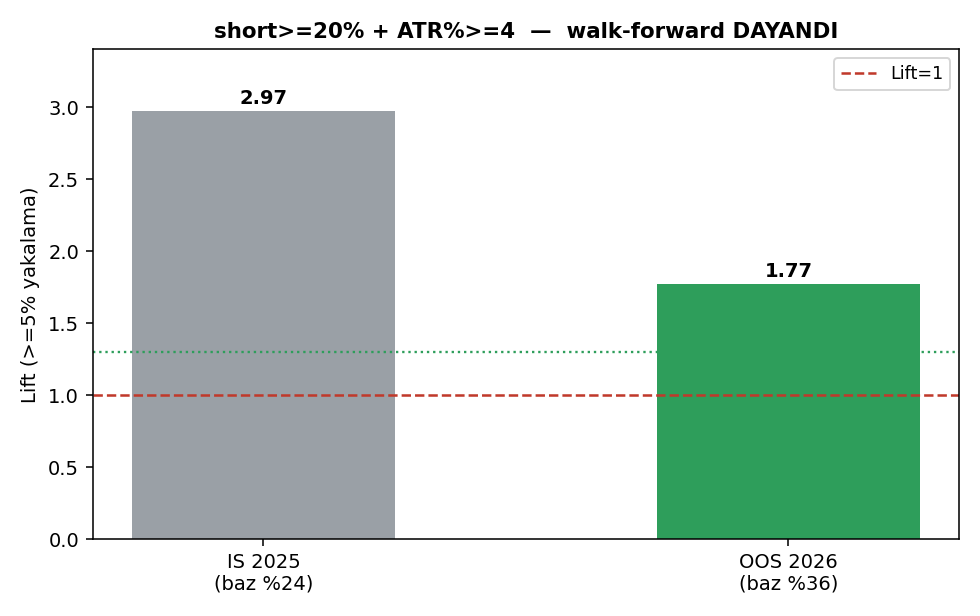 short>=20% + ATR%>=4  —  walk-forward DAYANDI
Lift=1
Lift (>=5% yakalama)
3.0
2.5
2.0
1.5
1.0
0.5
0.0
2.97
1.77
IS 2025
(baz %24)
OOS 2026
(baz %36)